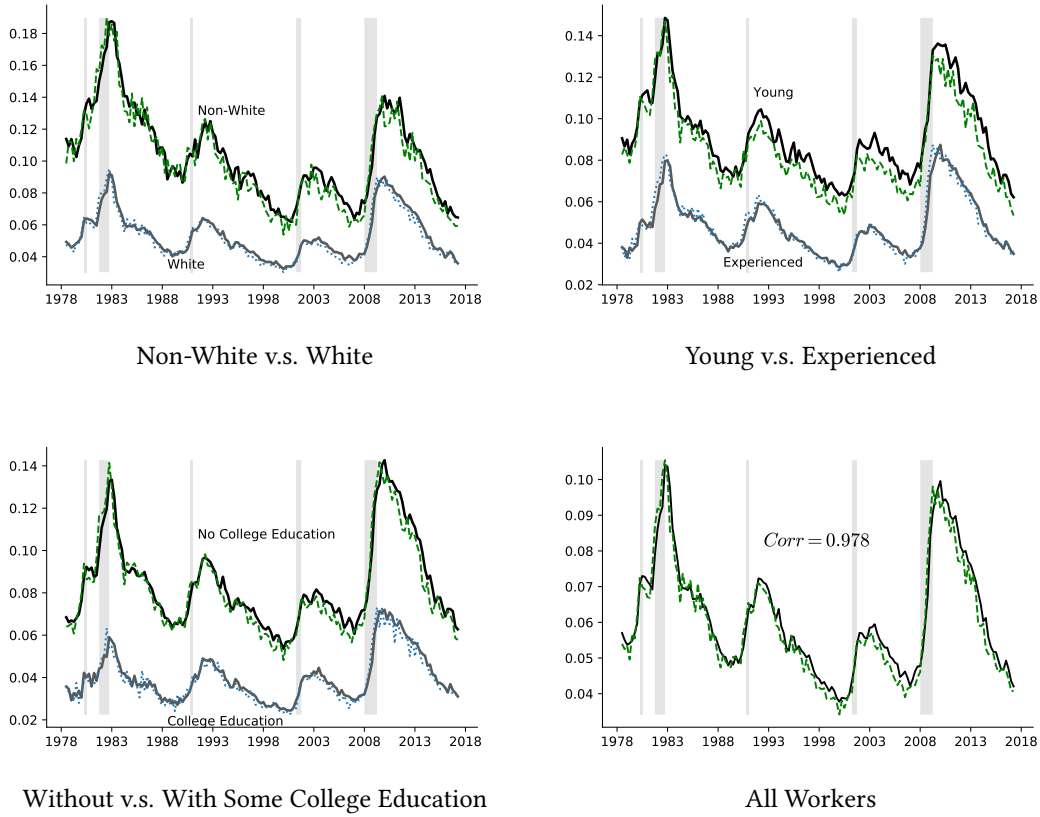 0.18
0.16
0.14
0.12
0.10
0.08
0.06
0.04
Non-White
White
1978 1983 1988 1993 1998 2003 2008 2013 2018
Non-White v.s. White
0.14
0.12
0.10
0.08
0.06
0.04
0.02
Young
Experienced
1978 1983 1988 1993 1998 2003 2008 2013 2018
Young v.s. Experienced
0.14
0.12
0.10
0.08
0.06
0.04
0.02
No College Education
College Education
1978 1983 1988 1993 1998 2003 2008 2013 2018
Without v.s. With Some College Education
0.10
0.09
0.08
0.07
0.06
0.05
0.04
Corr = 0.978
1978 1983 1988 1993 1998 2003 2008 2013 2018
All Workers